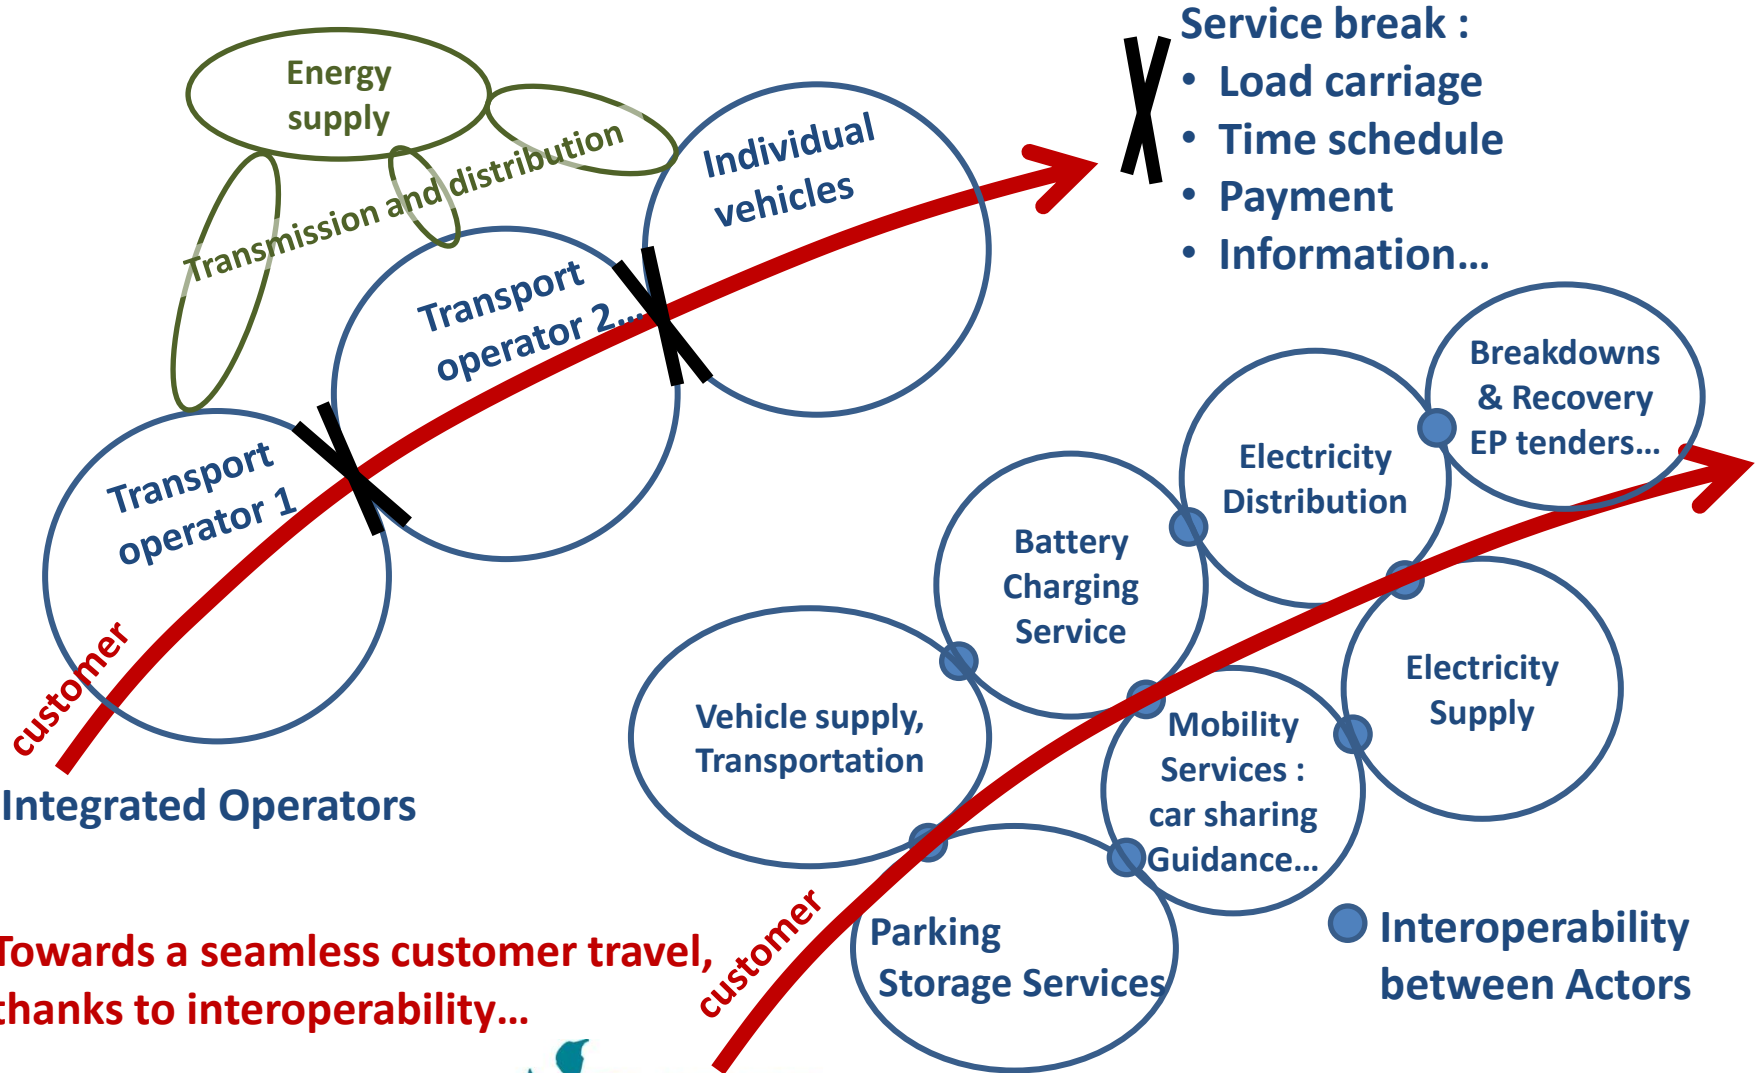 Service break :
• Load carriage
• Time schedule
• Payment
• Information...
Energy
supply
Transmission and distribution
Individual
vehicles
Transport
operator 2...
Transport
operator 1
customer
Integrated Operators
Breakdowns
& Recovery
EP tenders...
Electricity
Distribution
Battery
Charging
Service
Electricity
Supply
Vehicle supply,
Transportation
Mobility
Services :
car sharing
Guidance...
Parking
Storage Services
customer
Interoperability
between Actors
Towards a seamless customer travel,
thanks to interoperability...